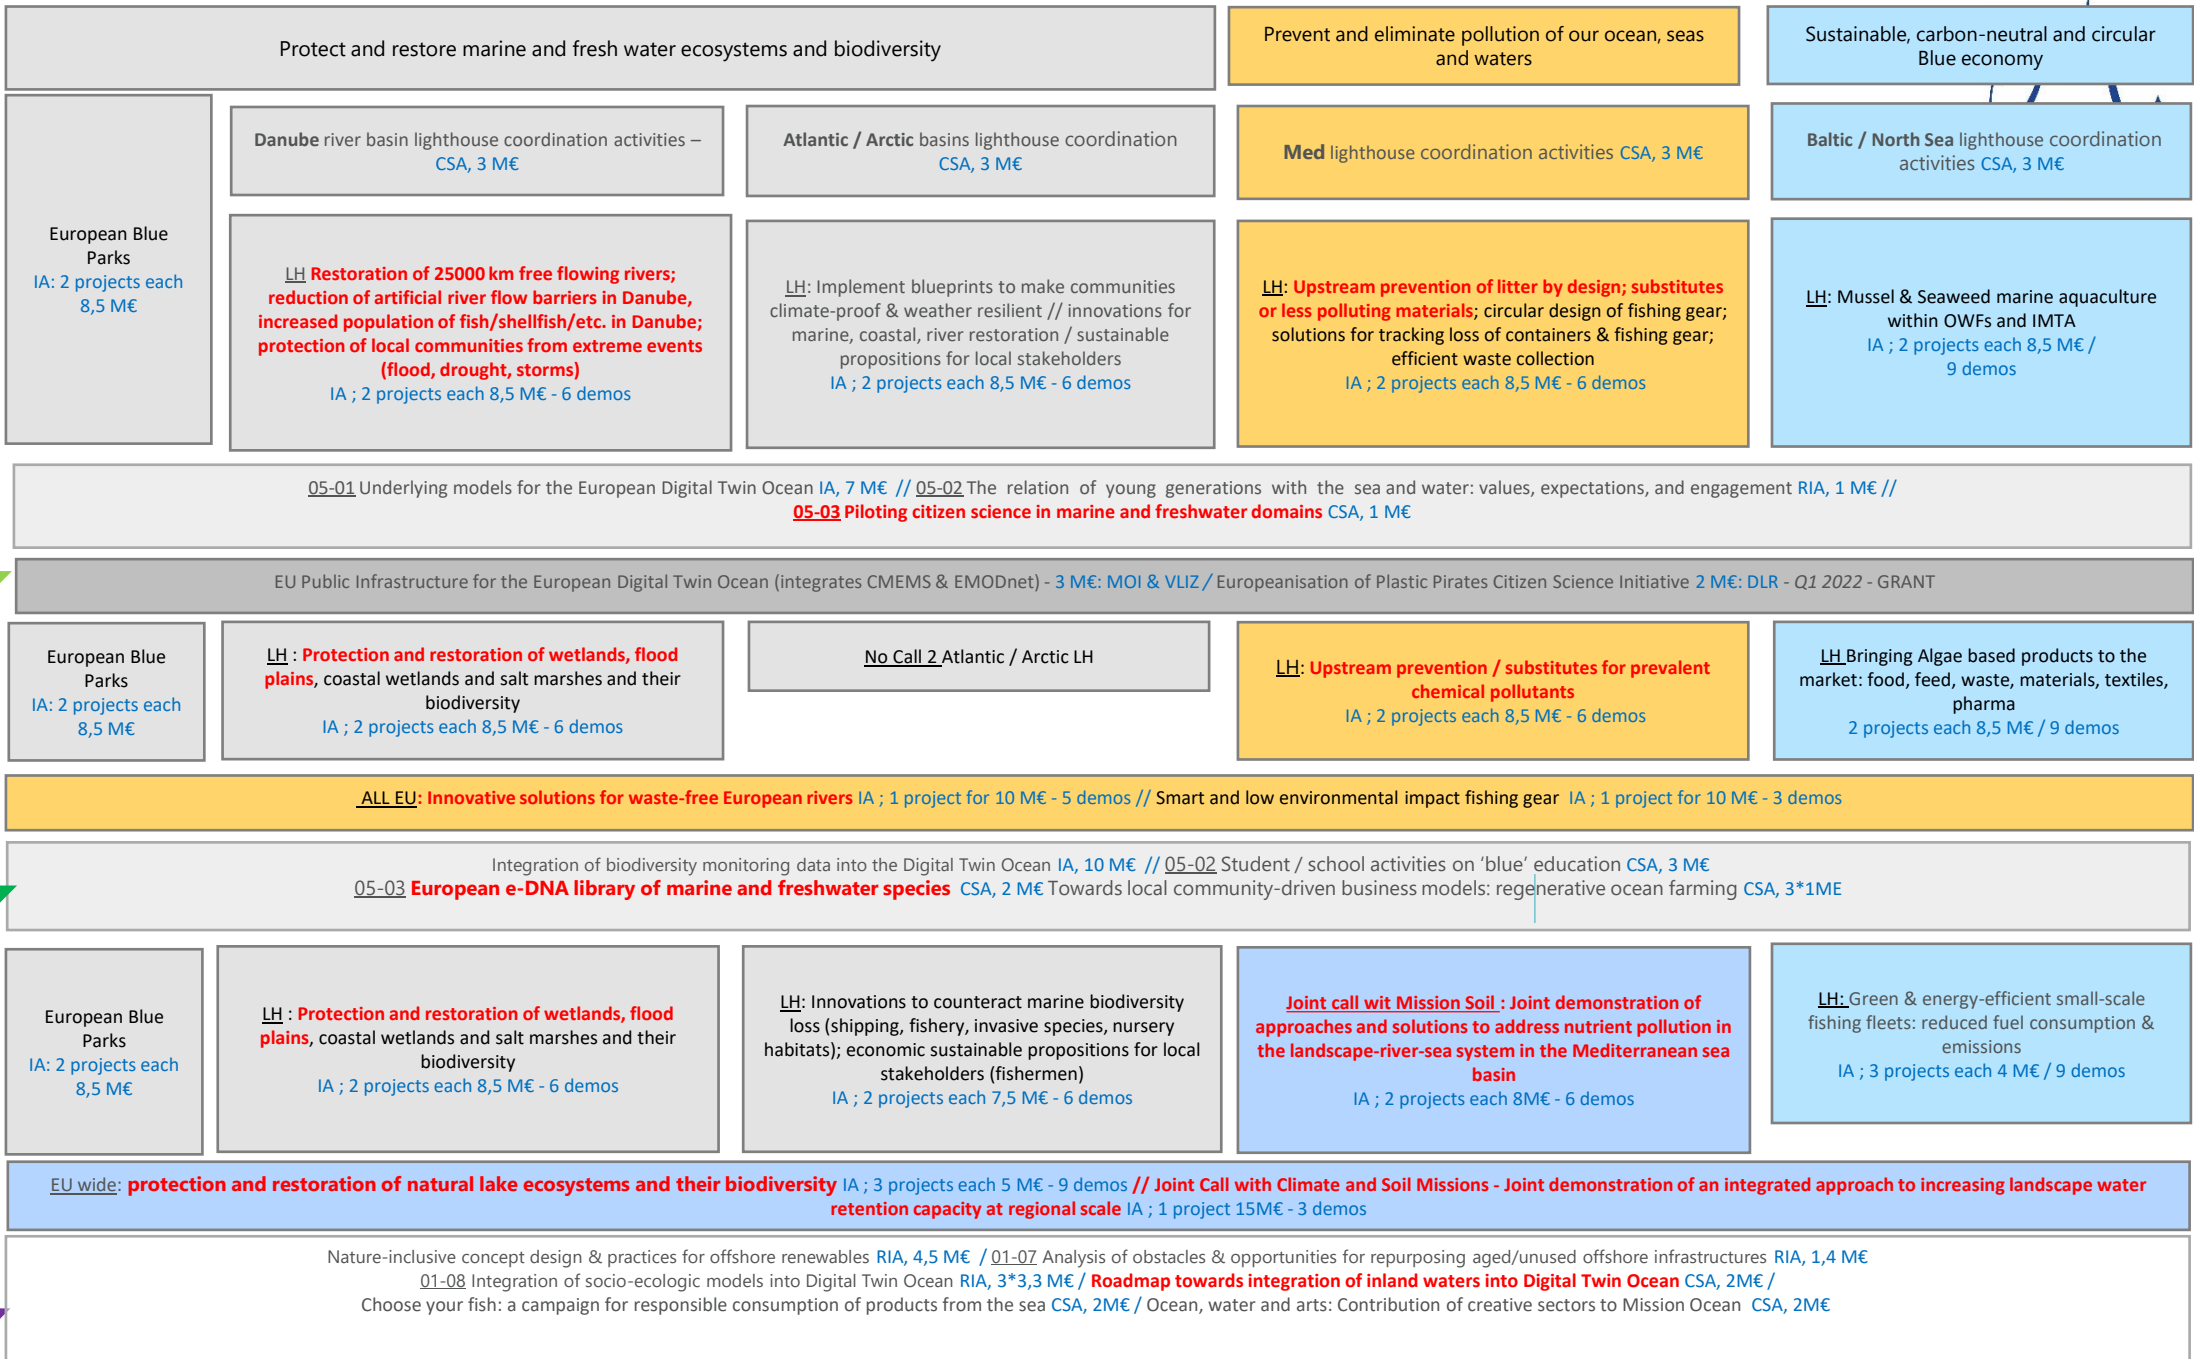 Protect and restore marine and fresh water ecosystems and biodiversity
Prevent and eliminate pollution of our ocean, seas
and waters
Sustainable, carbon-neutral and circular
Blue economy
European Blue
Parks
IA: 2 projects each
8,5 M€
Danube river basin lighthouse coordination activities –
CSA, 3 M€
Atlantic / Arctic basins lighthouse coordination
CSA, 3 M€
Med lighthouse coordination activities CSA, 3 M€
Baltic / North Sea lighthouse coordination
activities CSA, 3 M€
LH Restoration of 25000 km free flowing rivers;
reduction of artificial river flow barriers in Danube,
increased population of fish/shellfish/etc. in Danube;
protection of local communities from extreme events
(flood, drought, storms)
IA ; 2 projects each 8,5 M€ - 6 demos
LH: Implement blueprints to make communities
climate-proof & weather resilient // innovations for
marine, coastal, river restoration / sustainable
propositions for local stakeholders
IA ; 2 projects each 8,5 M€ - 6 demos
LH: Upstream prevention of litter by design; substitutes
or less polluting materials; circular design of fishing gear;
solutions for tracking loss of containers & fishing gear;
efficient waste collection
IA ; 2 projects each 8,5 M€ - 6 demos
LH: Mussel & Seaweed marine aquaculture
within OWFs and IMTA
IA ; 2 projects each 8,5 M€ /
9 demos
05-01 Underlying models for the European Digital Twin Ocean IA, 7 M€ // 05-02 The relation of young generations with the sea and water: values, expectations, and engagement RIA, 1 M€ //
05-03 Piloting citizen science in marine and freshwater domains CSA, 1 M€
EU Public Infrastructure for the European Digital Twin Ocean (integrates CMEMS & EMODnet) - 3 M€: MOI & VLIZ / Europeanisation of Plastic Pirates Citizen Science Initiative 2 M€: DLR - Q1 2022 - GRANT
European Blue
Parks
IA: 2 projects each
8,5 M€
LH : Protection and restoration of wetlands, flood
plains, coastal wetlands and salt marshes and their
biodiversity
IA ; 2 projects each 8,5 M€ - 6 demos
No Call 2 Atlantic / Arctic LH
LH: Upstream prevention / substitutes for prevalent
chemical pollutants
IA ; 2 projects each 8,5 M€ - 6 demos
LH Bringing Algae based products to the
market: food, feed, waste, materials, textiles,
pharma
2 projects each 8,5 M€ / 9 demos
ALL EU: Innovative solutions for waste-free European rivers IA ; 1 project for 10 M€ - 5 demos // Smart and low environmental impact fishing gear IA ; 1 project for 10 M€ - 3 demos
Integration of biodiversity monitoring data into the Digital Twin Ocean IA, 10 M€ // 05-02 Student / school activities on ‘blue’ education CSA, 3 M€
05-03 European e-DNA library of marine and freshwater species CSA, 2 M€ Towards local community-driven business models: regenerative ocean farming CSA, 3*1ME
European Blue
Parks
IA: 2 projects each
8,5 M€
LH : Protection and restoration of wetlands, flood
plains, coastal wetlands and salt marshes and their
biodiversity
IA ; 2 projects each 8,5 M€ - 6 demos
LH: Innovations to counteract marine biodiversity
loss (shipping, fishery, invasive species, nursery
habitats); economic sustainable propositions for local
stakeholders (fishermen)
IA ; 2 projects each 7,5 M€ - 6 demos
Joint call wit Mission Soil : Joint demonstration of
approaches and solutions to address nutrient pollution in
the landscape-river-sea system in the Mediterranean sea
basin
IA ; 2 projects each 8M€ - 6 demos
LH: Green & energy-efficient small-scale
fishing fleets: reduced fuel consumption &
emissions
IA ; 3 projects each 4 M€ / 9 demos
EU wide: protection and restoration of natural lake ecosystems and their biodiversity IA ; 3 projects each 5 M€ - 9 demos // Joint Call with Climate and Soil Missions - Joint demonstration of an integrated approach to increasing landscape water
retention capacity at regional scale IA ; 1 project 15M€ - 3 demos
Nature-inclusive concept design & practices for offshore renewables RIA, 4,5 M€ / 01-07 Analysis of obstacles & opportunities for repurposing aged/unused offshore infrastructures RIA, 1,4 M€
01-08 Integration of socio-ecologic models into Digital Twin Ocean RIA, 3*3,3 M€ / Roadmap towards integration of inland waters into Digital Twin Ocean CSA, 2M€ /
Choose your fish: a campaign for responsible consumption of products from the sea CSA, 2M€ / Ocean, water and arts: Contribution of creative sectors to Mission Ocean CSA, 2M€